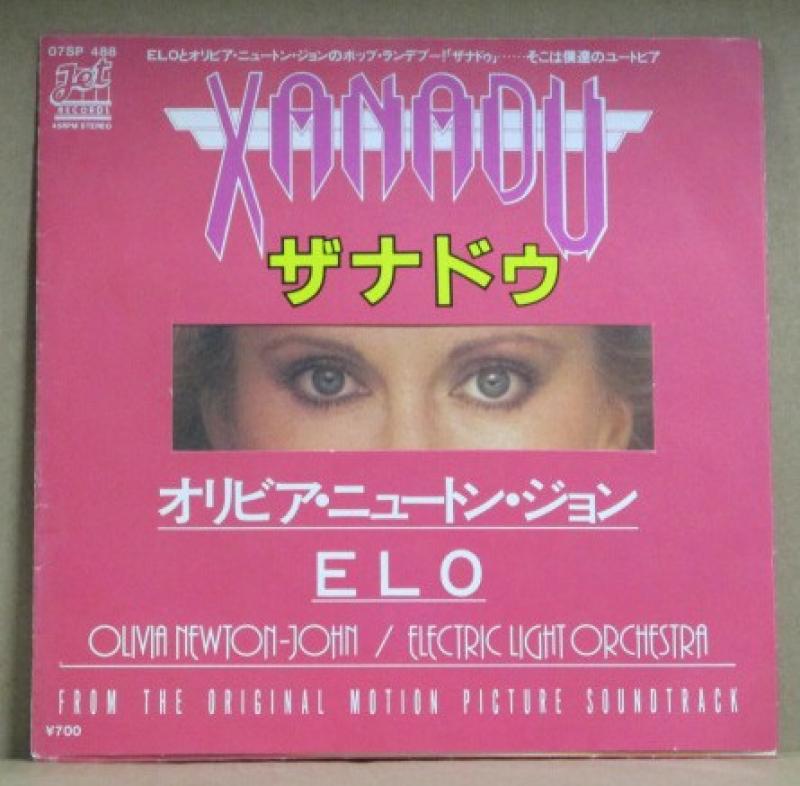 07SP 488
ELOとオリビア・ニュートン・ジョンのポップ・ランデブー!「ザナドゥ」……そこは僕達のユートピア
Jet
RECORDS
45RPM STEREO
XANADU
ザナドゥ
オリビア・ニュートン・ジョン
ELO
OLIVIA NEWTON-JOHN / ELECTRIC LIGHT ORCHESTRA
FROM THE ORIGINAL MOTION PICTURE SOUNDTRACK
¥700